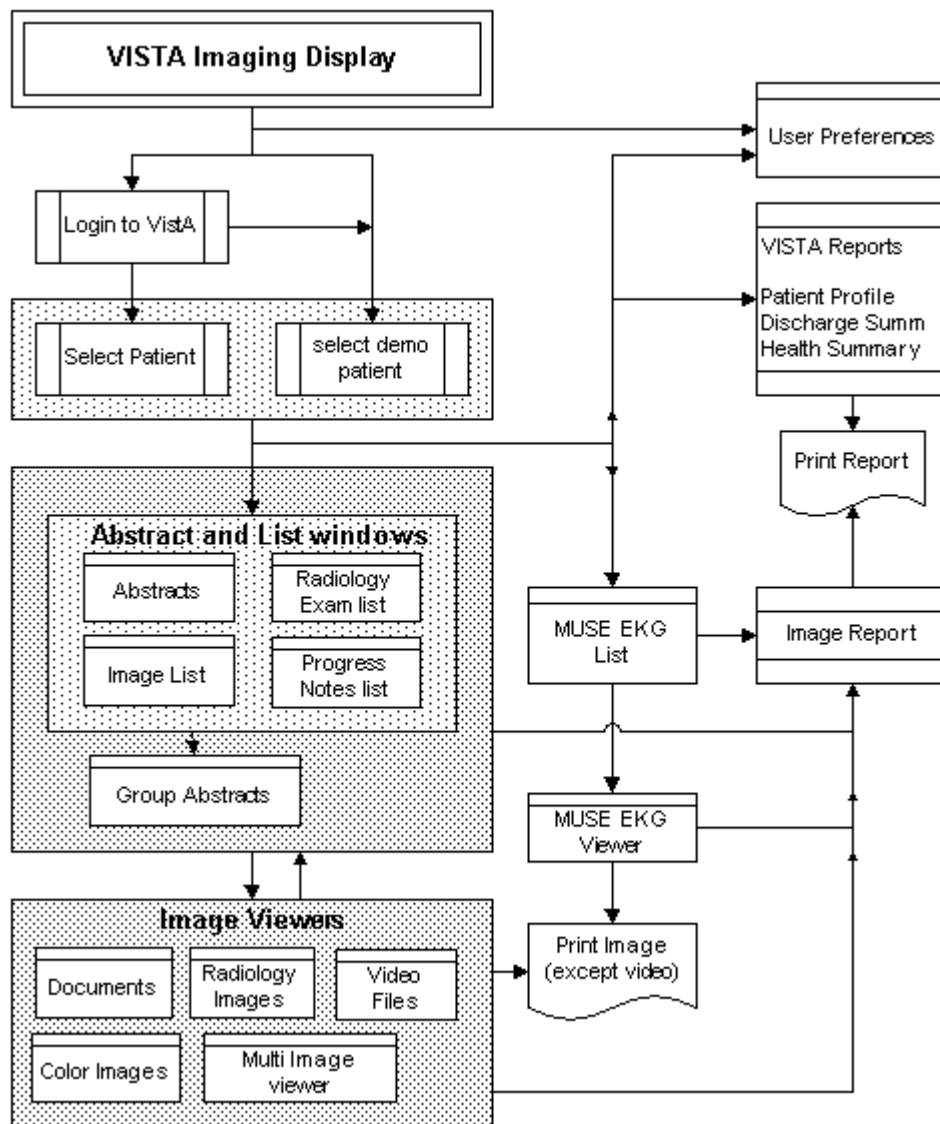 VISTA Imaging Display
User Preferences
Login to VistA
VISTA Reports
Patient Profile
Discharge Summ
Health Summary
Select Patient
select demo
patient
Print Report
Abstract and List windows
Abstracts
Radiology
Exam list
Image List
Progress
Notes list
MUSE EKG
List
Image Report
Group Abstracts
MUSE EKG
Viewer
Image Viewers
Documents
Radiology
Images
Video
Files
Print Image
(except video)
Color Images
Multi Image
viewer